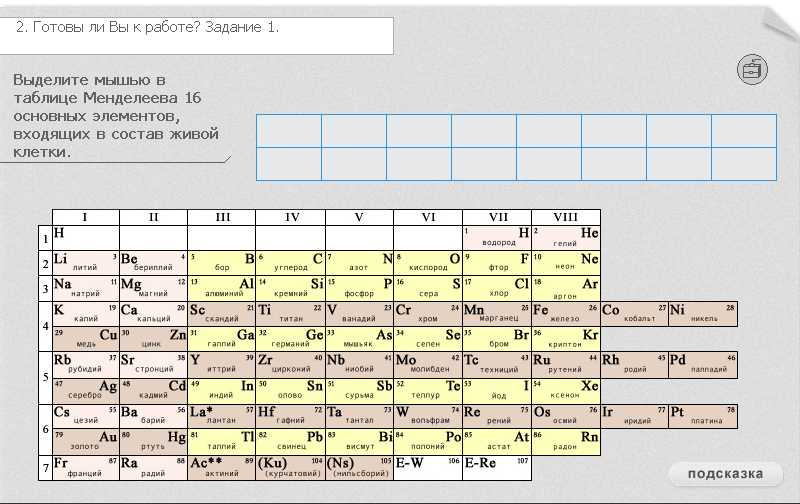 2. Готовы ли Вы к работе? Задание 1.
Выделите мышью в
таблице Менделеева 16
основных элементов,
входящих в состав живой
клетки.
I II III IV V VI VII VIII
1 H 1 H водород 2 He гелий
2 Li 3 литий Be 4 бериллий 5 B бор 6 C углерод 7 N азот 8 O кислород 9 F фтор 10 Ne неон
3 Na 11 натрий Mg 12 магний 13 Al алюминий 14 Si кремний 15 P фосфор 16 S сера 17 Cl хлор 18 Ar аргон
4 K 19 калий Ca 20 кальций Sc 21 скандий Ti 22 титан V 23 ванадий Cr 24 хром Mn 25 марганец Fe 26 железо Co 27 кобальт Ni 28 никель
29 Cu медь 30 Zn цинк 31 Ga галлий 32 Ge германий 33 As мышьяк 34 Se селен 35 Br бром 36 Kr криптон
5 Rb 37 рубидий Sr 38 стронций Y 39 иттрий Zr 40 цирконий Nb 41 ниобий Mo 42 молибден Tc 43 технций Ru 44 рутений Rh 45 родий Pd 46 палладий
47 Ag серебро 48 Cd кадмий 49 In индий 50 Sn олово 51 Sb сурьма 52 Te теллур 53 I йод 54 Xe ксенон
6 Cs 55 цезий Ba 56 барий La* 57 лантан Hf 72 гафний Ta 73 тантал W 74 вольфрам Re 75 рений Os 76 осмий Ir 77 иридий Pt 78 платина
79 Au золото 80 Hg ртуть 81 Tl таллий 82 Pb свинец 83 Bi висмут 84 Po полоний 85 At астат 86 Rn радон
7 Fr 87 франций Ra 88 радий Ac** 89 актиний (Ku) 104 (курчатовий) (Ns) 105 (нильсборий) E-W 106 E-Re 107
подсказка